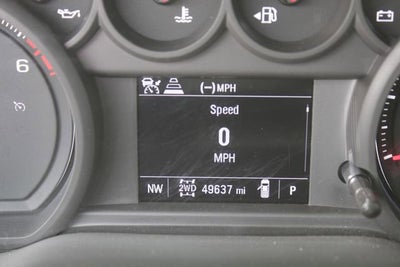 (--) MPH
6
Speed
0
MPH
NW 2WD 49637 mi P